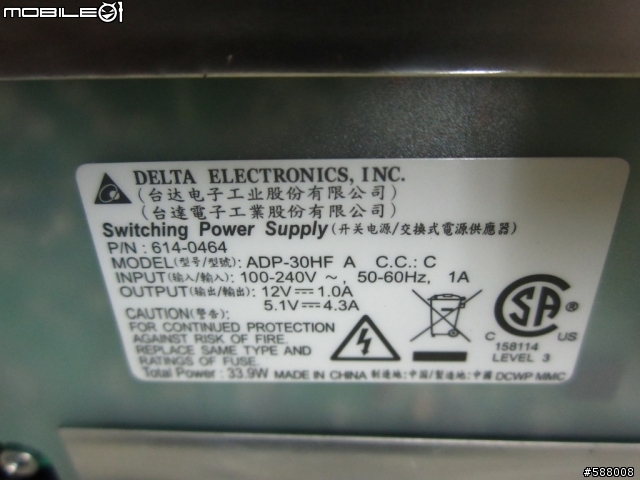 MOBILE01
DELTA ELECTRONICS, INC.
(台达电子工业股份有限公司)
(台達電子工業股份有限公司)
Switching Power Supply (开关电源/交換式電源供應器)
P/N : 614-0464
MODEL(型号/型號): ADP-30HF A C.C.: C
INPUT(输入/輸入): 100-240V ~, 50-60Hz, 1A
OUTPUT(输出/輸出): 12V⎓1.0A
5.1V⎓4.3A
CAUTION(警告):
FOR CONTINUED PROTECTION
AGAINST RISK OF FIRE.
REPLACE SAME TYPE AND
RATINGS OF FUSE.
Total Power : 33.9W MADE IN CHINA 制造地:中国/製造地:中國 DCWP MMC
SA ®
C US
158114
LEVEL 3
#588008